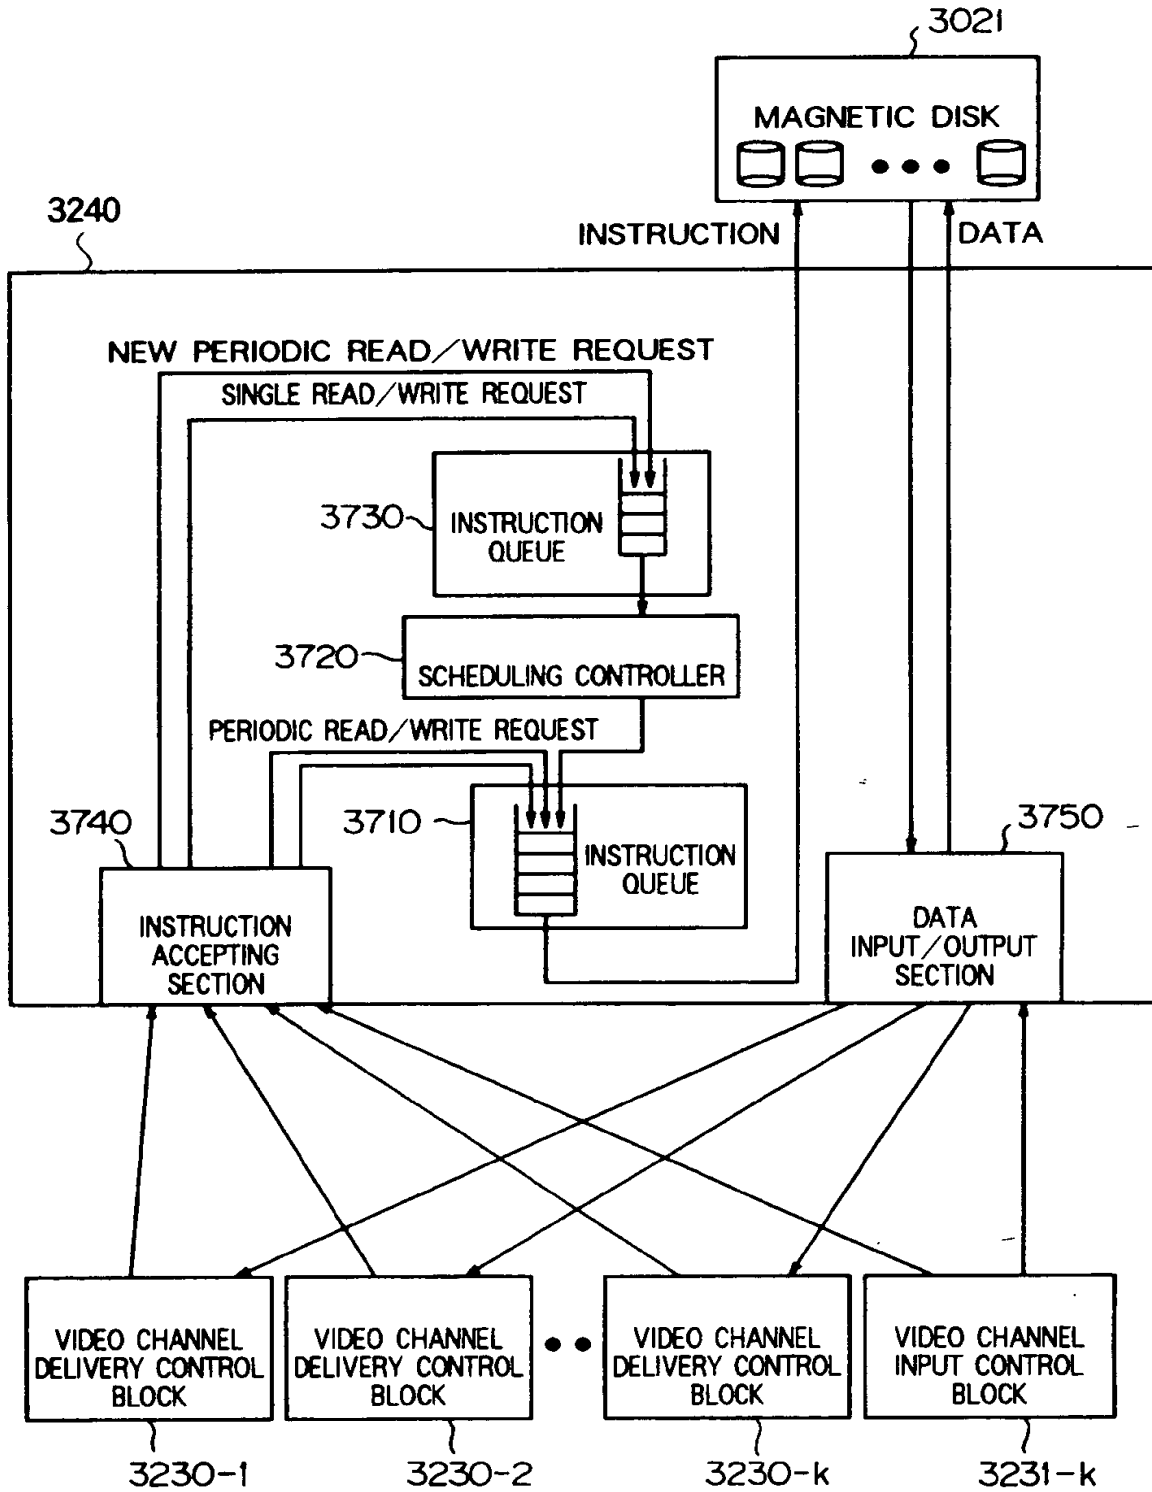 3021
MAGNETIC DISK
3240
INSTRUCTION
DATA
NEW PERIODIC READ/WRITE REQUEST
SINGLE READ/WRITE REQUEST
3730
INSTRUCTION
QUEUE
3720
SCHEDULING CONTROLLER
PERIODIC READ/WRITE REQUEST
3740
3710
3750
INSTRUCTION
QUEUE
INSTRUCTION
ACCEPTING
SECTION
DATA
INPUT/OUTPUT
SECTION
VIDEO CHANNEL
DELIVERY CONTROL
BLOCK
VIDEO CHANNEL
DELIVERY CONTROL
BLOCK
VIDEO CHANNEL
DELIVERY CONTROL
BLOCK
VIDEO CHANNEL
INPUT CONTROL
BLOCK
3230-1
3230-2
3230-k
3231-k